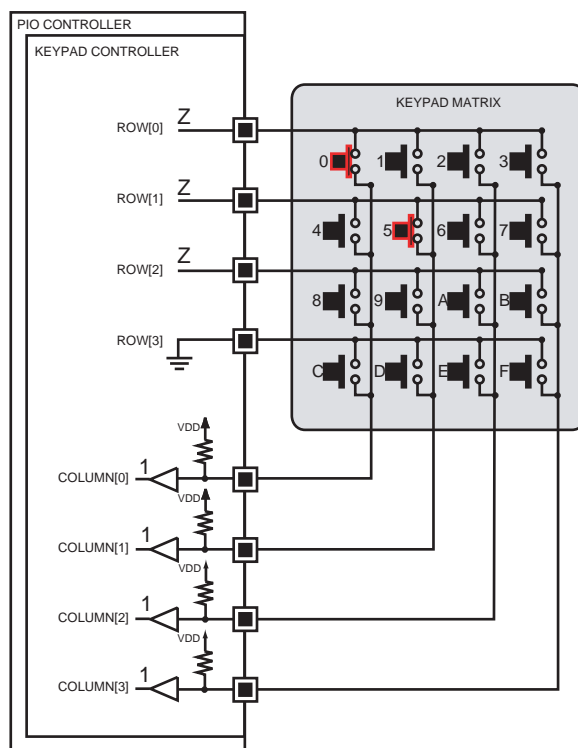 PIO CONTROLLER
KEYPAD CONTROLLER
KEYPAD MATRIX
ROW[0] Z
0 1 2 3
ROW[1] Z
4 5 6 7
ROW[2] Z
8 9 A B
ROW[3]
C D E F
VDD
COLUMN[0] 1
VDD
COLUMN[1] 1
VDD
COLUMN[2] 1
VDD
COLUMN[3] 1